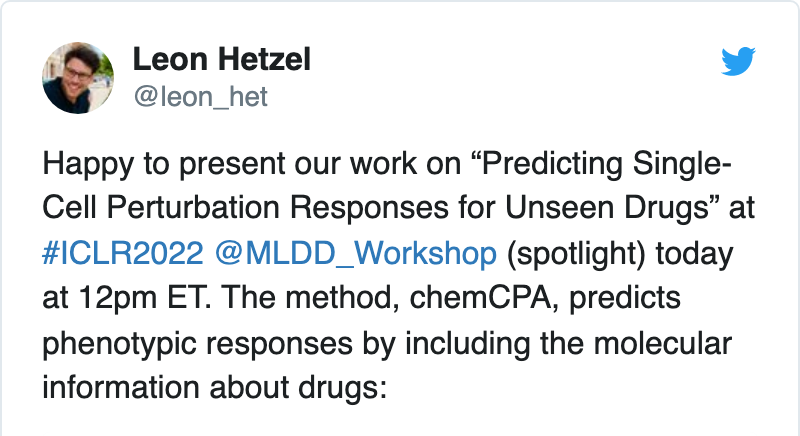 Leon Hetzel
@leon_het
Happy to present our work on “Predicting Single-
Cell Perturbation Responses for Unseen Drugs” at
#ICLR2022 @MLDD_Workshop (spotlight) today
at 12pm ET. The method, chemCPA, predicts
phenotypic responses by including the molecular
information about drugs: